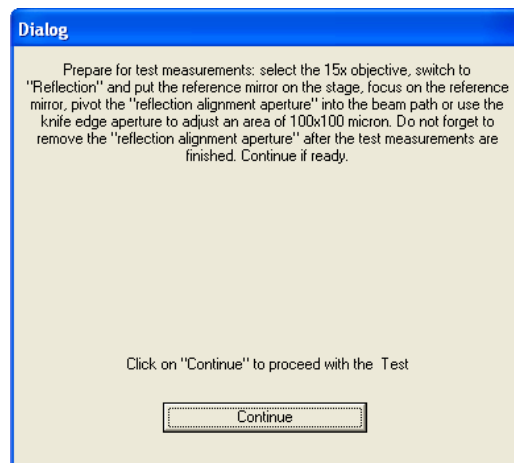 Dialog
Prepare for test measurements: select the 15x objective, switch to
"Reflection" and put the reference mirror on the stage, focus on the reference
mirror, pivot the "reflection alignment aperture" into the beam path or use the
knife edge aperture to adjust an area of 100x100 micron. Do not forget to
remove the "reflection alignment aperture" after the test measurements are
finished. Continue if ready.
Click on "Continue" to proceed with the  Test
Continue